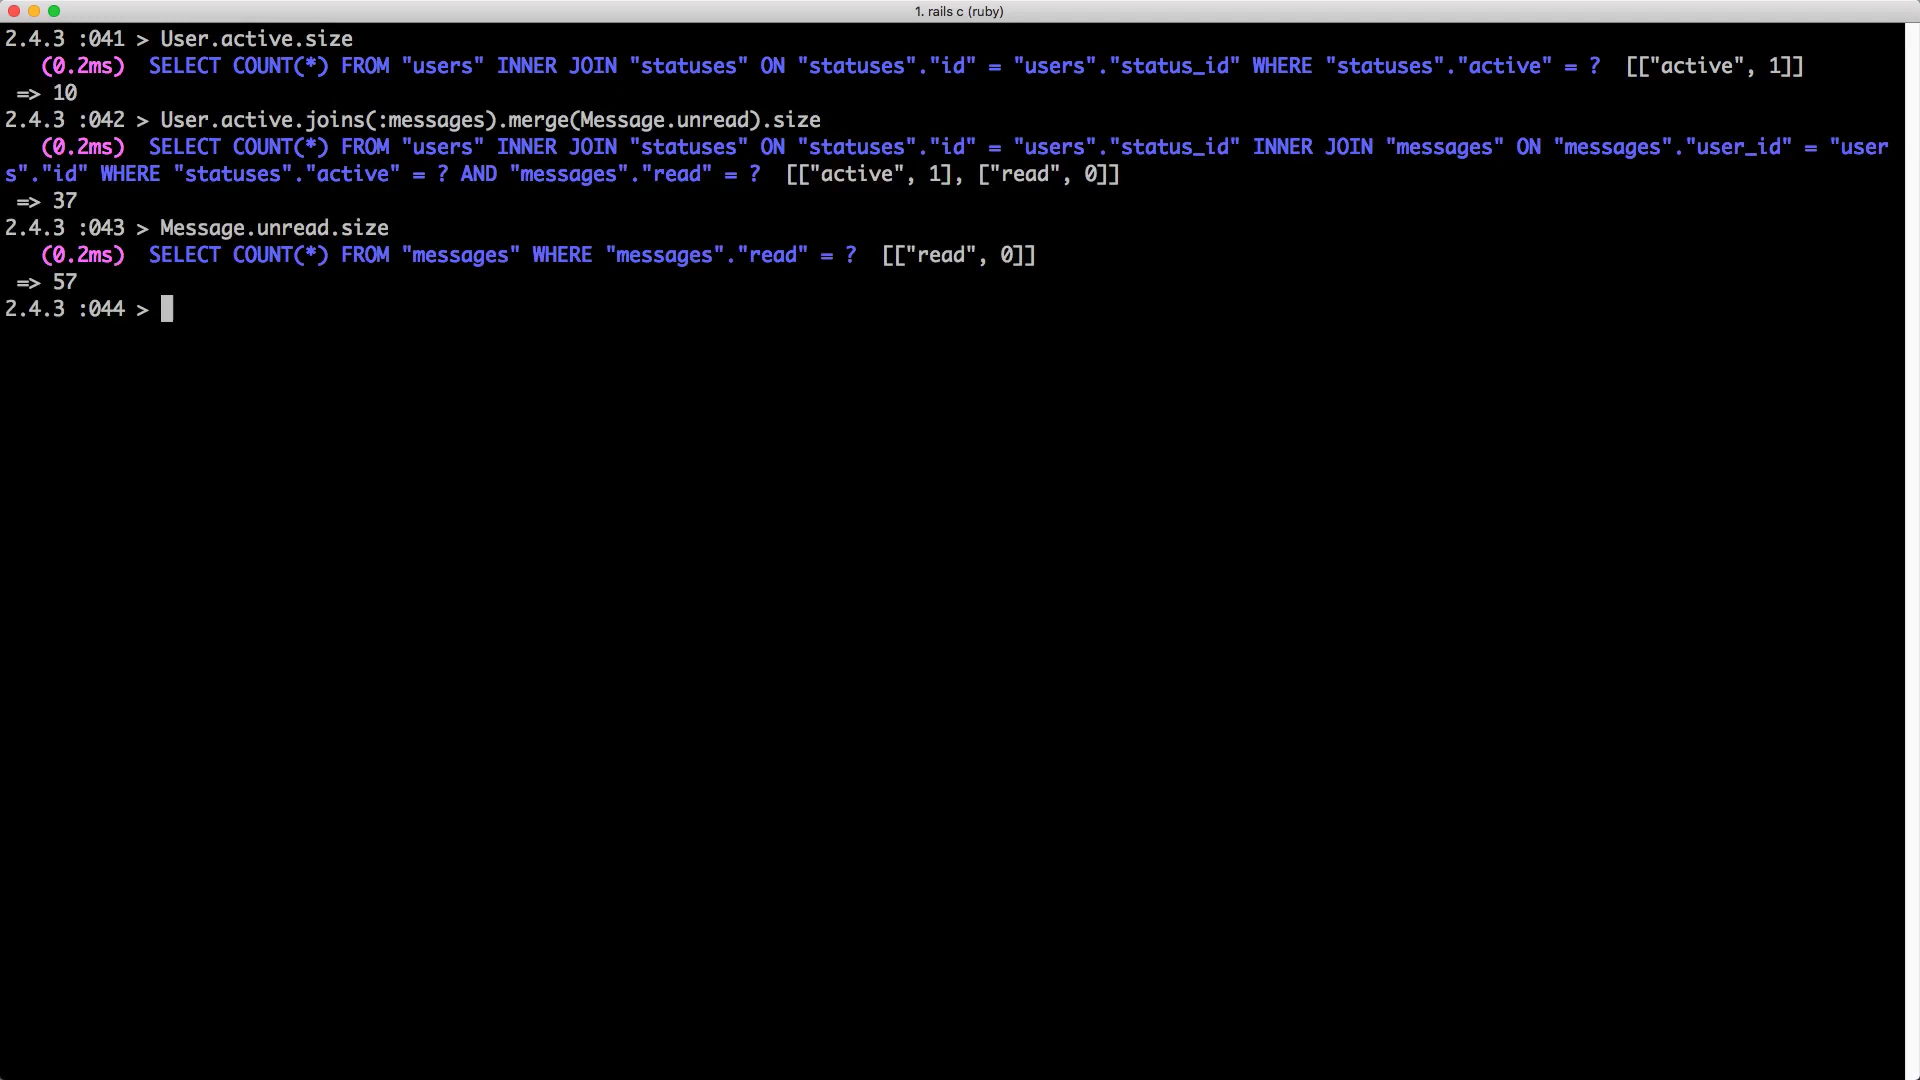 1. rails c (ruby)
2.4.3 :041 > User.active.size
(0.2ms)  SELECT COUNT(*) FROM "users" INNER JOIN "statuses" ON "statuses"."id" = "users"."status_id" WHERE "statuses"."active" = ?  [["active", 1]]
=> 10
2.4.3 :042 > User.active.joins(:messages).merge(Message.unread).size
(0.2ms)  SELECT COUNT(*) FROM "users" INNER JOIN "statuses" ON "statuses"."id" = "users"."status_id" INNER JOIN "messages" ON "messages"."user_id" = "user
s"."id" WHERE "statuses"."active" = ? AND "messages"."read" = ?  [["active", 1], ["read", 0]]
=> 37
2.4.3 :043 > Message.unread.size
(0.2ms)  SELECT COUNT(*) FROM "messages" WHERE "messages"."read" = ?  [["read", 0]]
=> 57
2.4.3 :044 >